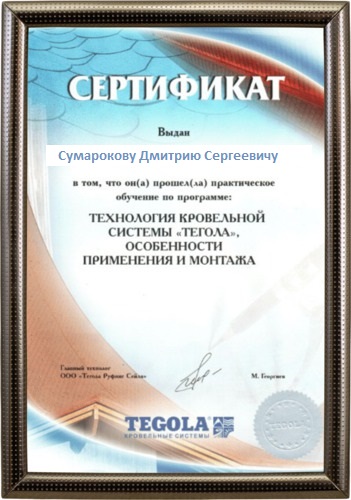 СЕРТИФИКАТ
Выдан
Сумарокову Дмитрию Сергеевичу
в том, что он(а) прошел(ла) практическое
обучение по программе:
ТЕХНОЛОГИЯ КРОВЕЛЬНОЙ
СИСТЕМЫ «ТЕГОЛА»,
ОСОБЕННОСТИ
ПРИМЕНЕНИЯ И МОНТАЖА
Главный технолог
ООО «Тегола Руфинг Сейлз»
М. Георгиев
TEGOLA®
КРОВЕЛЬНЫЕ СИСТЕМЫ